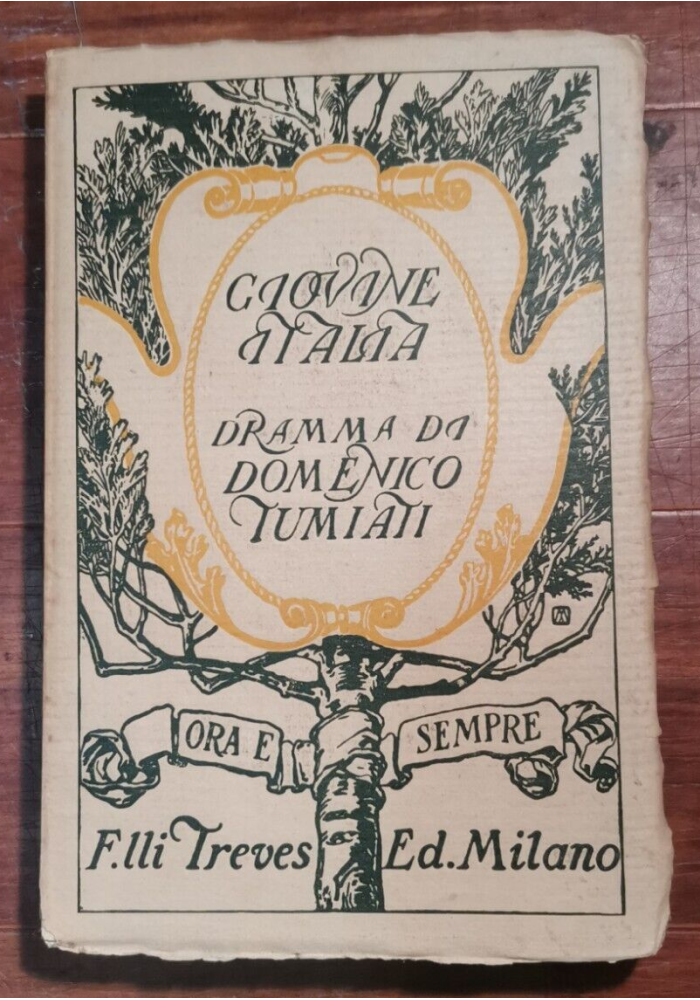 GIOVINE
ITALIA
DRAMMA DI
DOMENICO
TUMIATI
ORA E SEMPRE
F.lli Treves Ed. Milano